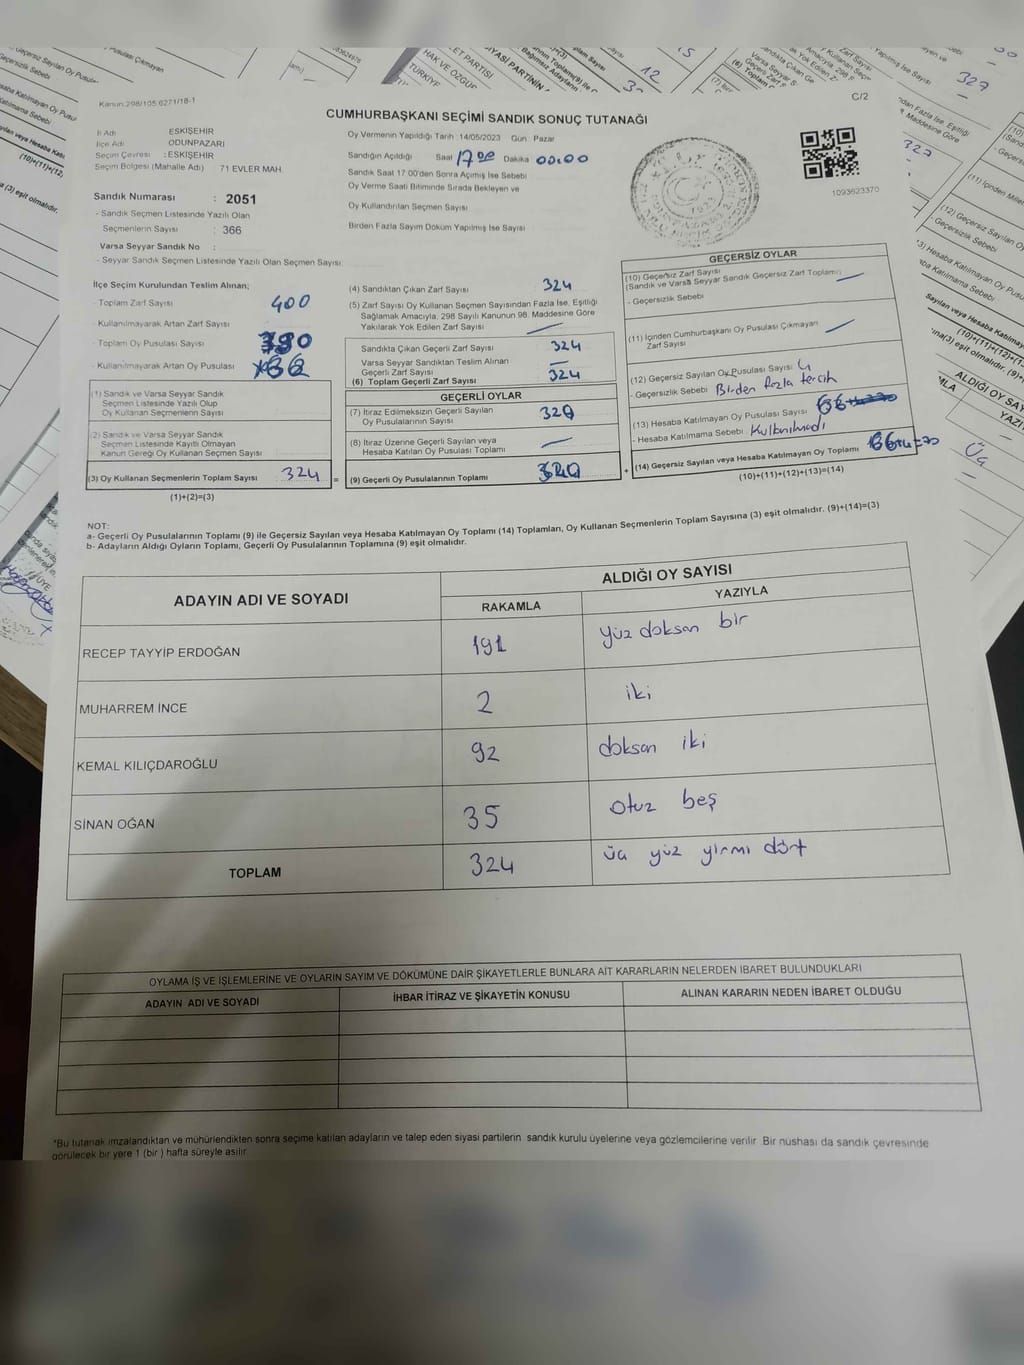 Kanun:298/105.6271/18-1
C/2
CUMHURBAŞKANI SEÇİMİ SANDIK SONUÇ TUTANAĞI
İl Adı : ESKİŞEHİR
İlçe Adı : ODUNPAZARI
Seçim Çevresi : ESKİŞEHİR
Seçim Bölgesi (Mahalle Adı) 71 EVLER MAH.
Oy Vermenin Yapıldığı Tarih 14/05/2023 Gün : Pazar
Sandığın Açıldığı Saat 17 00 Dakika 00:00
Sandık Saat 17.00'den Sonra Açımış İse Sebebi
Oy Verme Saati Bitiminde Sırada Bekleyen ve
Oy Kullandırılan Seçmen Sayısı
Birden Fazla Sayım Döküm Yapılmış İse Sayısı
1093623370
Sandık Numarası : 2051
- Sandık Seçmen Listesinde Yazılı Olan
Seçmenlerin Sayısı : 366
Varsa Seyyar Sandık No :
- Seyyar Sandık Seçmen Listesinde Yazılı Olan Seçmen Sayısı:
İlçe Seçim Kurulundan Teslim Alınan;
- Toplam Zarf Sayısı 400
- Kullanılmayarak Artan Zarf Sayısı
- Toplam Oy Pusulası Sayısı
- Kullanılmayarak Artan Oy Pusulası
(1) Sandık ve Varsa Seyyar Sandık
Seçmen Listesinde Yazılı Olup
Oy Kullanan Seçmenlerin Sayısı
(2) Sandık ve Varsa Seyyar Sandık
Seçmen Listesinde Kayıtlı Olmayan
Kanun Gereği Oy Kullanan Seçmen Sayısı
(3) Oy Kullanan Seçmenlerin Toplam Sayısı 324
(1)+(2)=(3)
(4) Sandıktan Çıkan Zarf Sayısı 324
(5) Zarf Sayısı Oy Kullanan Seçmen Sayısından Fazla İse, Eşitliği
Sağlamak Amacıyla, 298 Sayılı Kanunun 98. Maddesine Göre
Yakılarak Yok Edilen Zarf Sayısı
Sandıkta Çıkan Geçerli Zarf Sayısı 324
Varsa Seyyar Sandıktan Teslim Alınan
Geçerli Zarf Sayısı
(6) Toplam Geçerli Zarf Sayısı 324
GEÇERLİ OYLAR
(7) İtiraz Edilmeksizin Geçerli Sayılan
Oy Pusulalarının Sayısı 320
(8) İtiraz Üzerine Geçerli Sayılan veya
Hesaba Katılan Oy Pusulası Toplamı
(9) Geçerli Oy Pusulalarının Toplamı 320
GEÇERSİZ OYLAR
(10) Geçersiz Zarf Sayısı
(Sandık ve Varsa Seyyar Sandık Geçersiz Zarf Toplamı)
- Geçersizlik Sebebi
(11) İçinden Cumhurbaşkanı Oy Pusulası Çıkmayan
Zarf Sayısı
(12) Geçersiz Sayılan Oy Pusulası Sayısı 4
- Geçersizlik Sebebi Birden fazla tercih
(13) Hesaba Katılmayan Oy Pusulası Sayısı 66
- Hesaba Katılmama Sebebi Kullanılmadı
(14) Geçersiz Sayılan veya Hesaba Katılmayan Oy Toplamı 66+4=70
(10)+(11)+(12)+(13)=(14)
NOT:
a- Geçerli Oy Pusulalarının Toplamı (9) ile Geçersiz Sayılan veya Hesaba Katılmayan Oy Toplamı (14) Toplamları, Oy Kullanan Seçmenlerin Toplam Sayısına (3) eşit olmalıdır. (9)+(14)=(3)
b- Adayların Aldığı Oyların Toplamı, Geçerli Oy Pusulalarının Toplamına (9) eşit olmalıdır.
ADAYIN ADI VE SOYADI
ALDIĞI OY SAYISI
RAKAMLA YAZIYLA
RECEP TAYYİP ERDOĞAN 191 yüz doksan bir
MUHARREM İNCE 2 iki
KEMAL KILIÇDAROĞLU 92 doksan iki
SİNAN OĞAN 35 otuz beş
TOPLAM 324 üç yüz yirmi dört
OYLAMA İŞ VE İŞLEMLERİNE VE OYLARIN SAYIM VE DÖKÜMÜNE DAİR ŞİKAYETLERLE BUNLARA AİT KARARLARIN NELERDEN İBARET BULUNDUKLARI
ADAYIN ADI VE SOYADI İHBAR İTİRAZ VE ŞİKAYETİN KONUSU ALINAN KARARIN NEDEN İBARET OLDUĞU
*Bu tutanak imzalandıktan ve mühürlendikten sonra seçime katılan adayların ve talep eden siyasi partilerin sandık kurulu üyelerine veya gözlemcilerine verilir. Bir nüshası da sandık çevresinde
görülecek bir yere 1 (bir) hafta süreyle asılır.